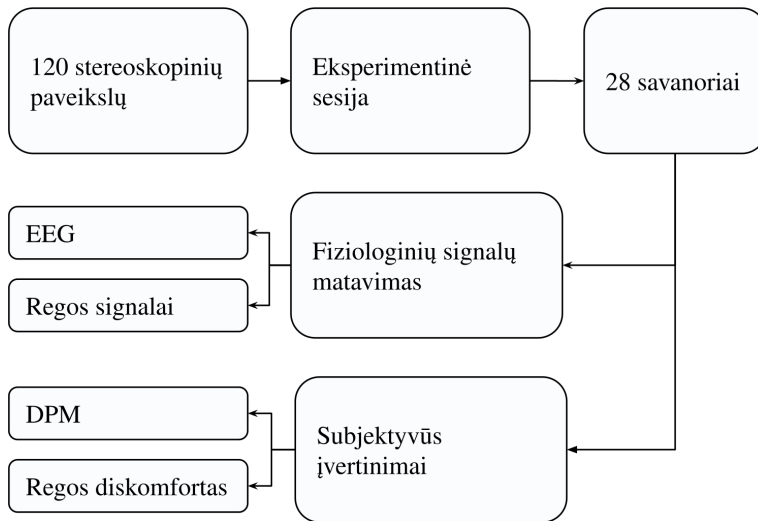 120 stereoskopinių
paveikslų
Eksperimentinė
sesija
28 savanoriai
EEG
Regos signalai
Fiziologinių signalų
matavimas
DPM
Regos diskomfortas
Subjektyvūs
įvertinimai